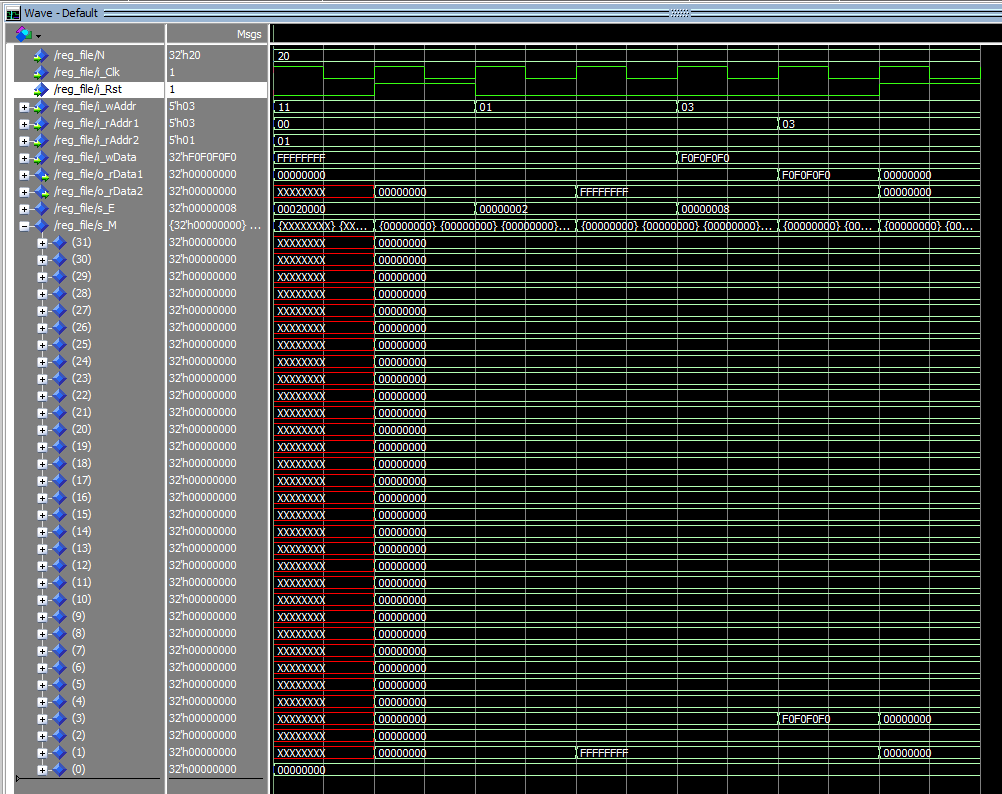 Wave - Default
Msgs
/reg_file/N 32'h20 20
/reg_file/i_Clk 1
/reg_file/i_Rst 1
/reg_file/i_wAddr 5'h03 11 01 03
/reg_file/i_rAddr1 5'h03 00 03
/reg_file/i_rAddr2 5'h01 01
/reg_file/i_wData 32'hF0F0F0F0 FFFFFFFF F0F0F0F0
/reg_file/o_rData1 32'h00000000 00000000 F0F0F0F0 00000000
/reg_file/o_rData2 32'h00000000 XXXXXXXX 00000000 FFFFFFFF 00000000
/reg_file/s_E 32'h00000008 00020000 00000002 00000008
/reg_file/s_M {32'h00000000} ... {XXXXXXXX} {XX... {00000000} {00000000} {00000000}... {00000000} {00000000} {00000000}... {00000000} {00... {00000000} {00...
(31) 32'h00000000 XXXXXXXX 00000000
(30) 32'h00000000 XXXXXXXX 00000000
(29) 32'h00000000 XXXXXXXX 00000000
(28) 32'h00000000 XXXXXXXX 00000000
(27) 32'h00000000 XXXXXXXX 00000000
(26) 32'h00000000 XXXXXXXX 00000000
(25) 32'h00000000 XXXXXXXX 00000000
(24) 32'h00000000 XXXXXXXX 00000000
(23) 32'h00000000 XXXXXXXX 00000000
(22) 32'h00000000 XXXXXXXX 00000000
(21) 32'h00000000 XXXXXXXX 00000000
(20) 32'h00000000 XXXXXXXX 00000000
(19) 32'h00000000 XXXXXXXX 00000000
(18) 32'h00000000 XXXXXXXX 00000000
(17) 32'h00000000 XXXXXXXX 00000000
(16) 32'h00000000 XXXXXXXX 00000000
(15) 32'h00000000 XXXXXXXX 00000000
(14) 32'h00000000 XXXXXXXX 00000000
(13) 32'h00000000 XXXXXXXX 00000000
(12) 32'h00000000 XXXXXXXX 00000000
(11) 32'h00000000 XXXXXXXX 00000000
(10) 32'h00000000 XXXXXXXX 00000000
(9) 32'h00000000 XXXXXXXX 00000000
(8) 32'h00000000 XXXXXXXX 00000000
(7) 32'h00000000 XXXXXXXX 00000000
(6) 32'h00000000 XXXXXXXX 00000000
(5) 32'h00000000 XXXXXXXX 00000000
(4) 32'h00000000 XXXXXXXX 00000000
(3) 32'h00000000 XXXXXXXX 00000000 F0F0F0F0 00000000
(2) 32'h00000000 XXXXXXXX 00000000
(1) 32'h00000000 XXXXXXXX 00000000 FFFFFFFF 00000000
(0) 32'h00000000 00000000